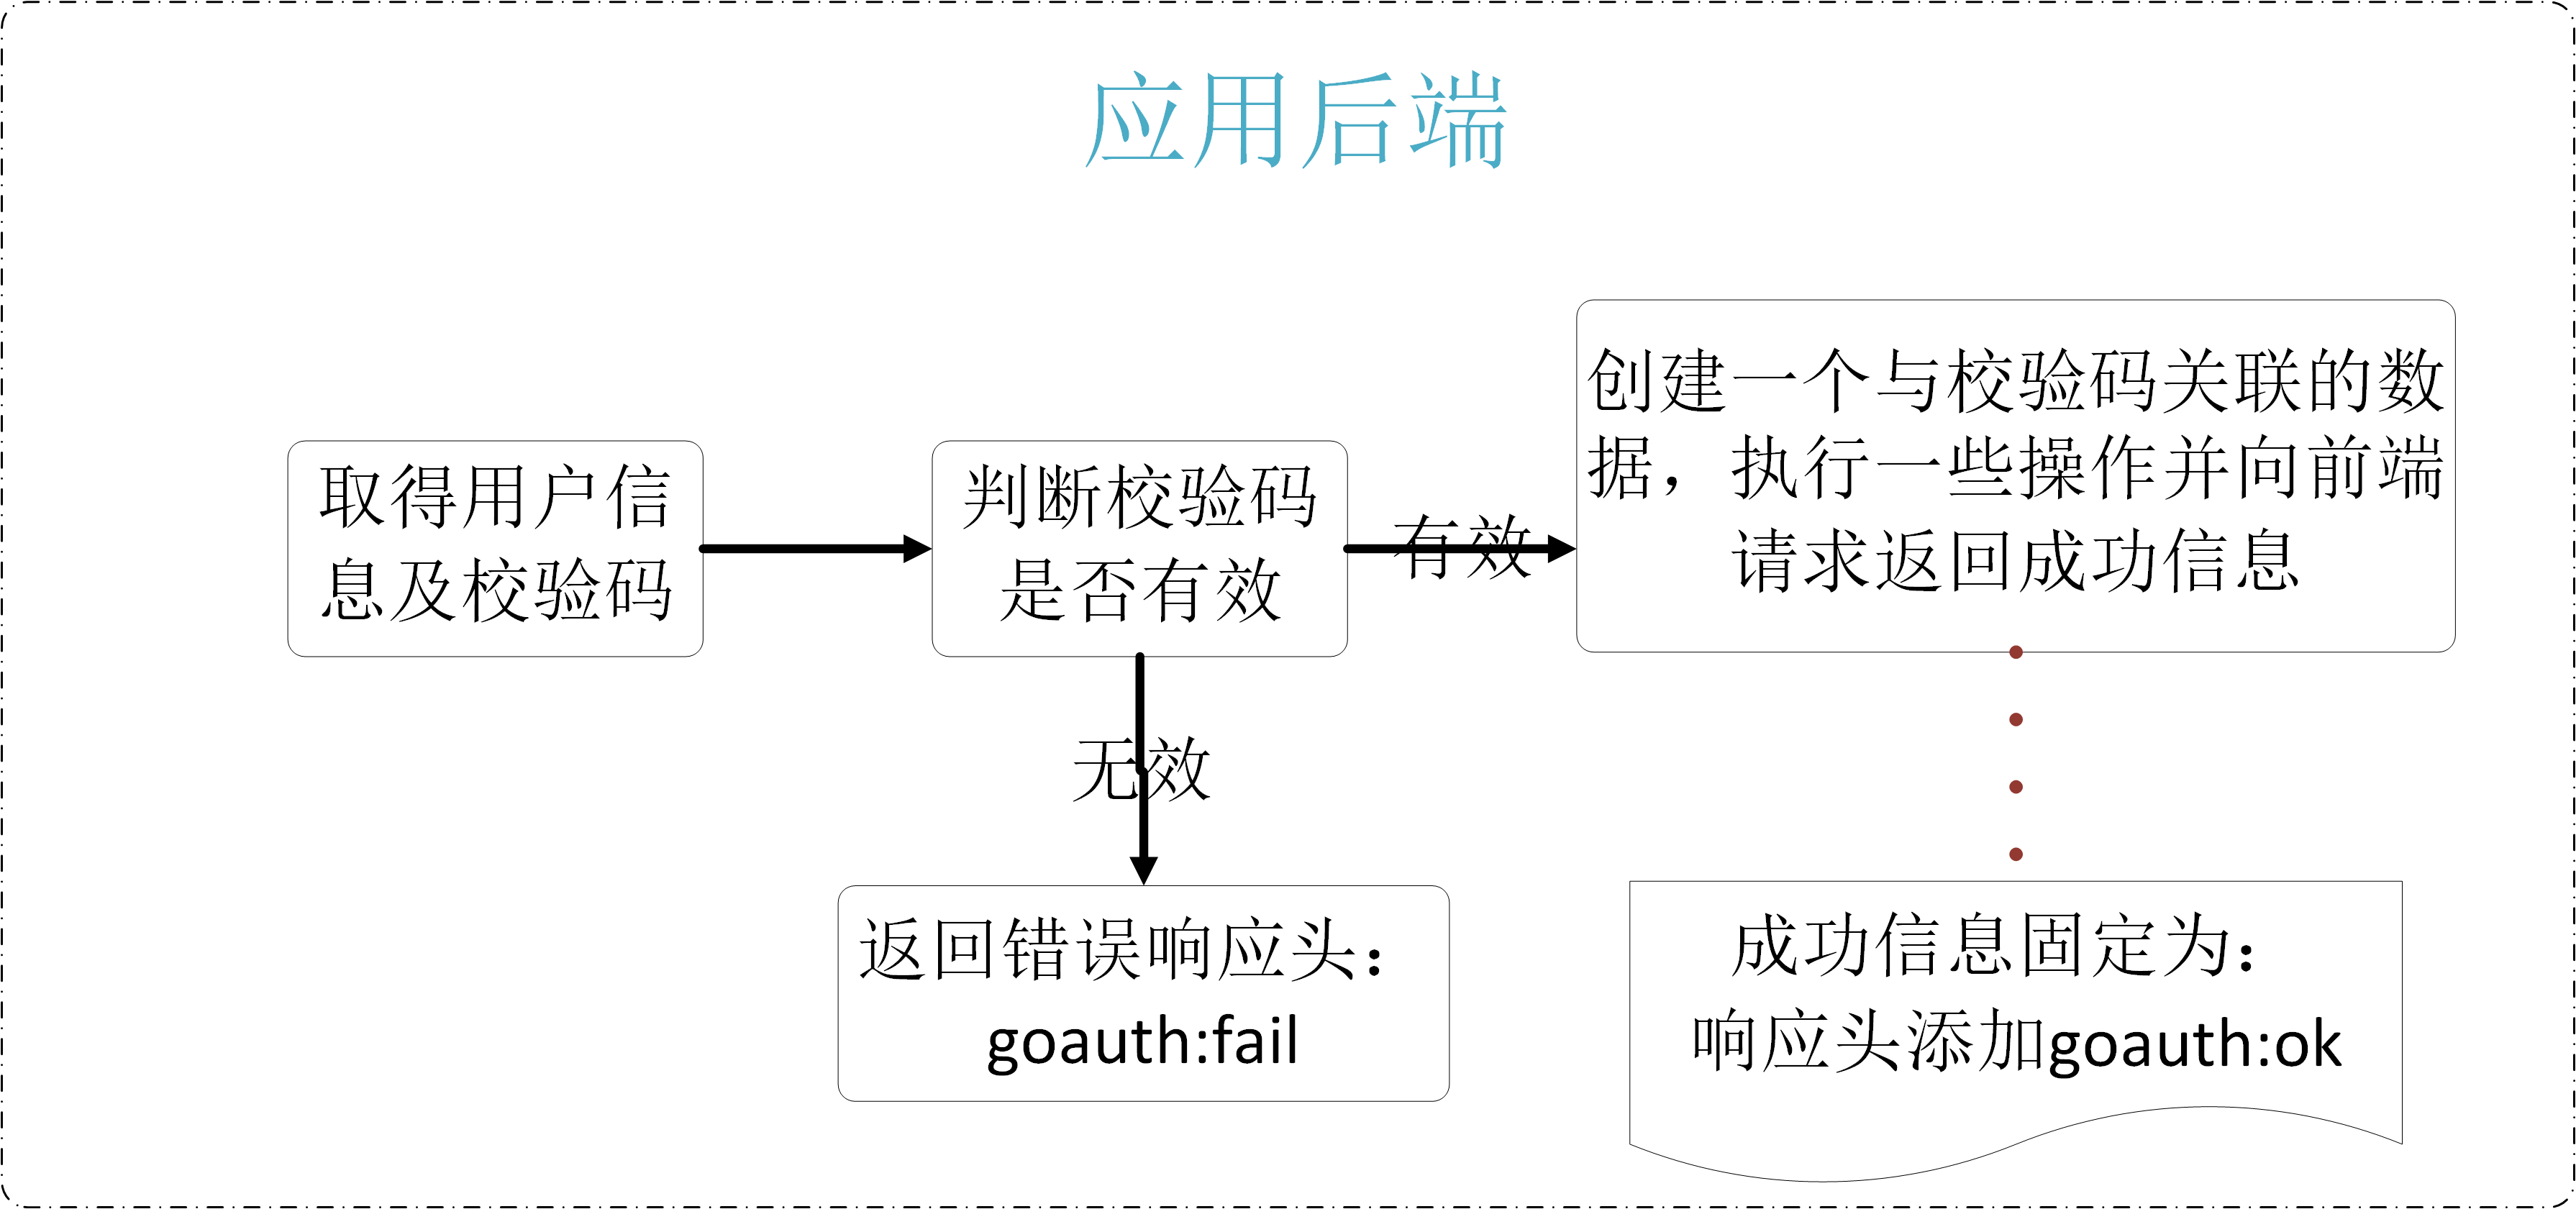 应用后端
取得用户信
息及校验码
判断校验码
是否有效
有效
创建一个与校验码关联的数
据，执行一些操作并向前端
请求返回成功信息
无效
返回错误响应头：
goauth:fail
成功信息固定为：
响应头添加goauth:ok